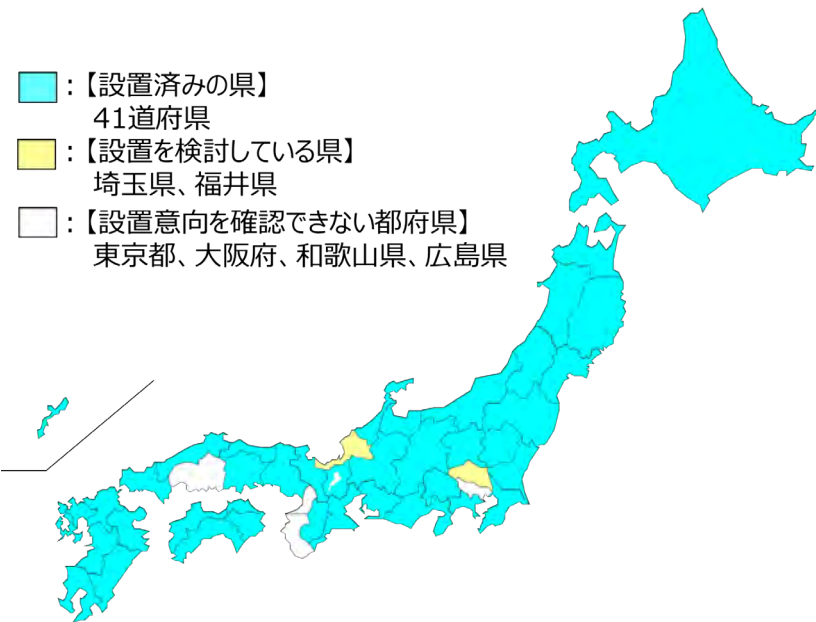 ：【設置済みの県】
41道府県
：【設置を検討している県】
埼玉県、福井県
：【設置意向を確認できない都府県】
東京都、大阪府、和歌山県、広島県